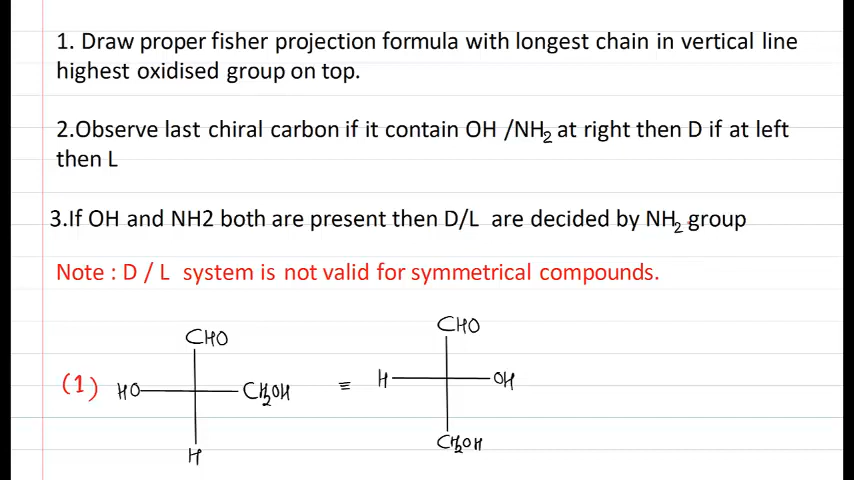 1. Draw proper fisher projection formula with longest chain in vertical line
highest oxidised group on top.
2.Observe last chiral carbon if it contain OH /NH₂ at right then D if at left
then L
3.If OH and NH2 both are present then D/L are decided by NH₂ group
Note : D / L system is not valid for symmetrical compounds.
CHO CHO
(1) HO CH₂OH ≡ H OH
H CH₂OH